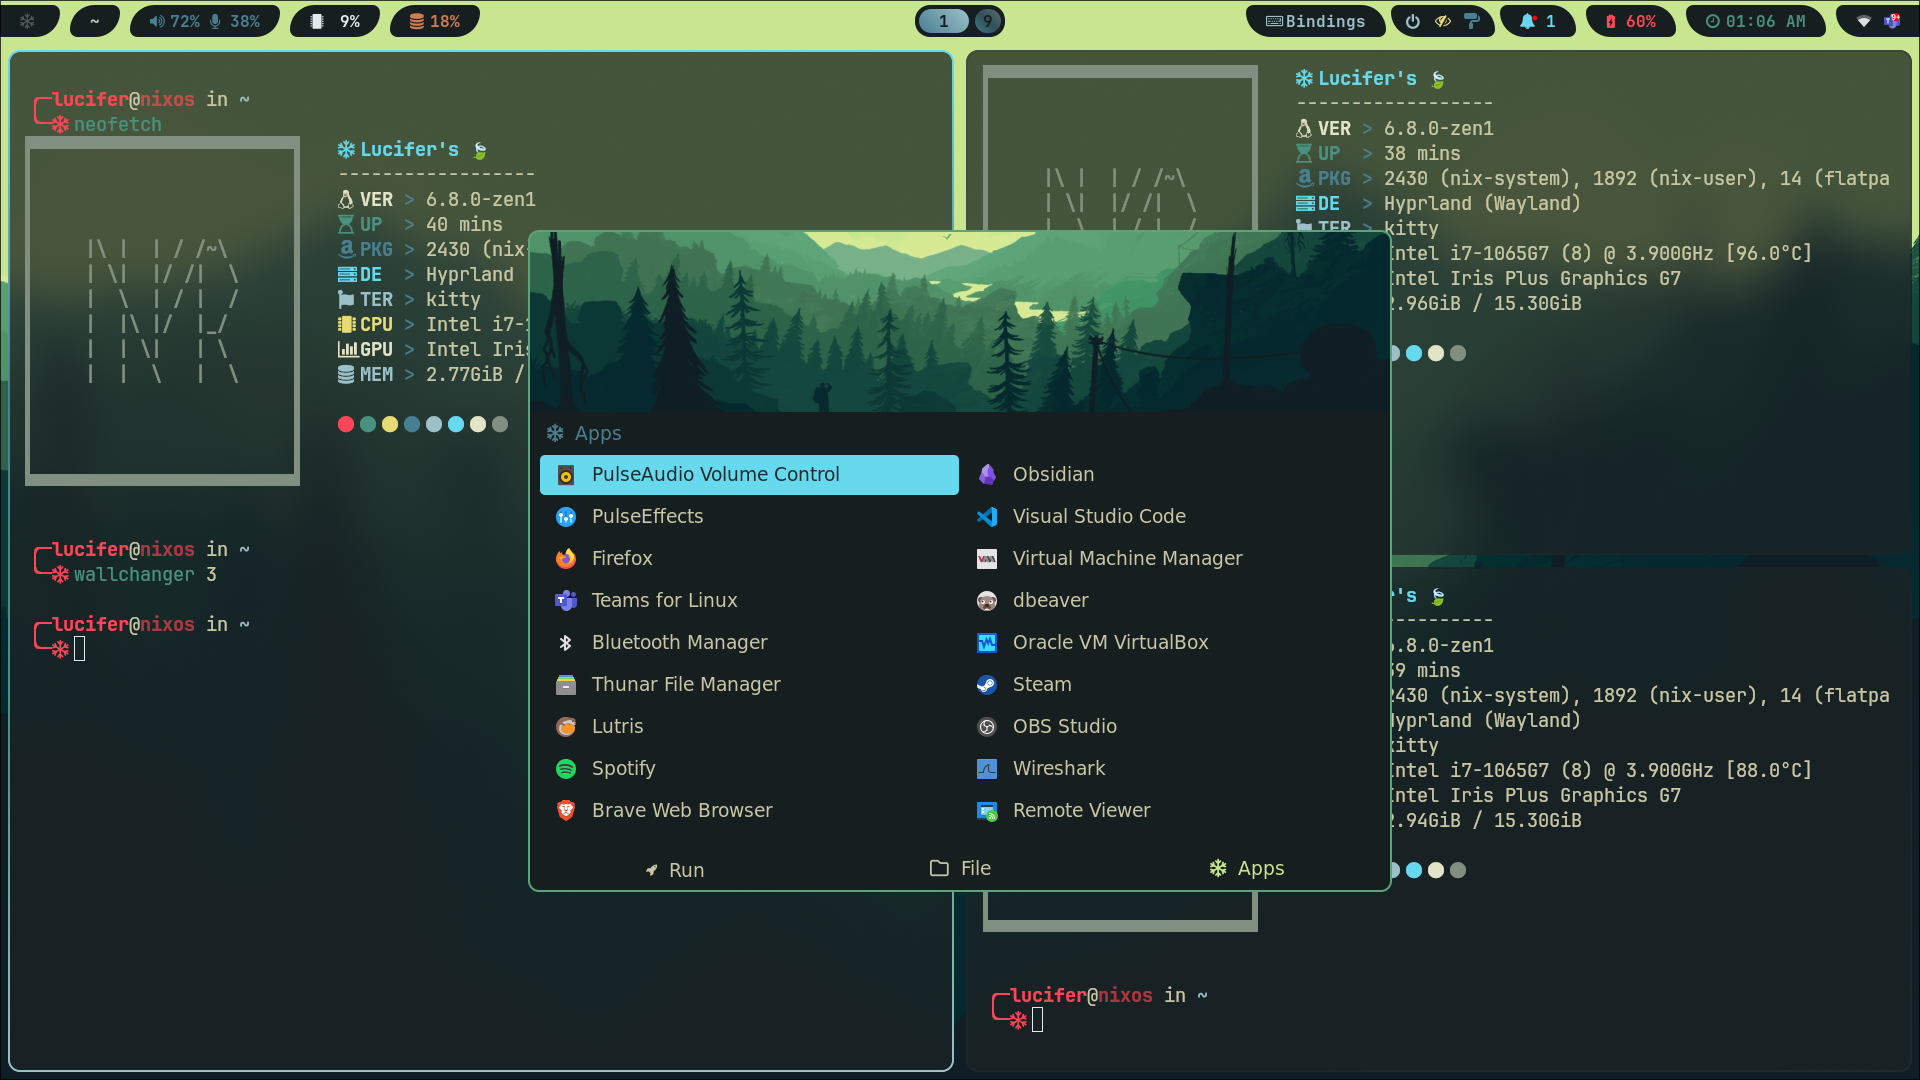 ~
72% 38%
9%
18%
1 9
Bindings
1
60%
01:06 AM
9+
lucifer@nixos in ~
neofetch
Lucifer's
------------------
VER > 6.8.0-zen1
UP > 40 mins
PKG > 2430 (nix-
DE > Hyprland
TER > kitty
CPU > Intel i7-
GPU > Intel Iris
MEM > 2.77GiB /
lucifer@nixos in ~
wallchanger 3
lucifer@nixos in ~
Lucifer's
------------------
VER > 6.8.0-zen1
UP > 38 mins
PKG > 2430 (nix-system), 1892 (nix-user), 14 (flatpa
DE > Hyprland (Wayland)
TER > kitty
Intel i7-1065G7 (8) @ 3.900GHz [96.0°C]
Intel Iris Plus Graphics G7
2.96GiB / 15.30GiB
Apps
PulseAudio Volume Control
PulseEffects
Firefox
Teams for Linux
Bluetooth Manager
Thunar File Manager
Lutris
Spotify
Brave Web Browser
Obsidian
Visual Studio Code
Virtual Machine Manager
dbeaver
Oracle VM VirtualBox
Steam
OBS Studio
Wireshark
Remote Viewer
Run
File
Apps
's
---------
6.8.0-zen1
39 mins
2430 (nix-system), 1892 (nix-user), 14 (flatpa
Hyprland (Wayland)
kitty
Intel i7-1065G7 (8) @ 3.900GHz [88.0°C]
Intel Iris Plus Graphics G7
2.94GiB / 15.30GiB
lucifer@nixos in ~